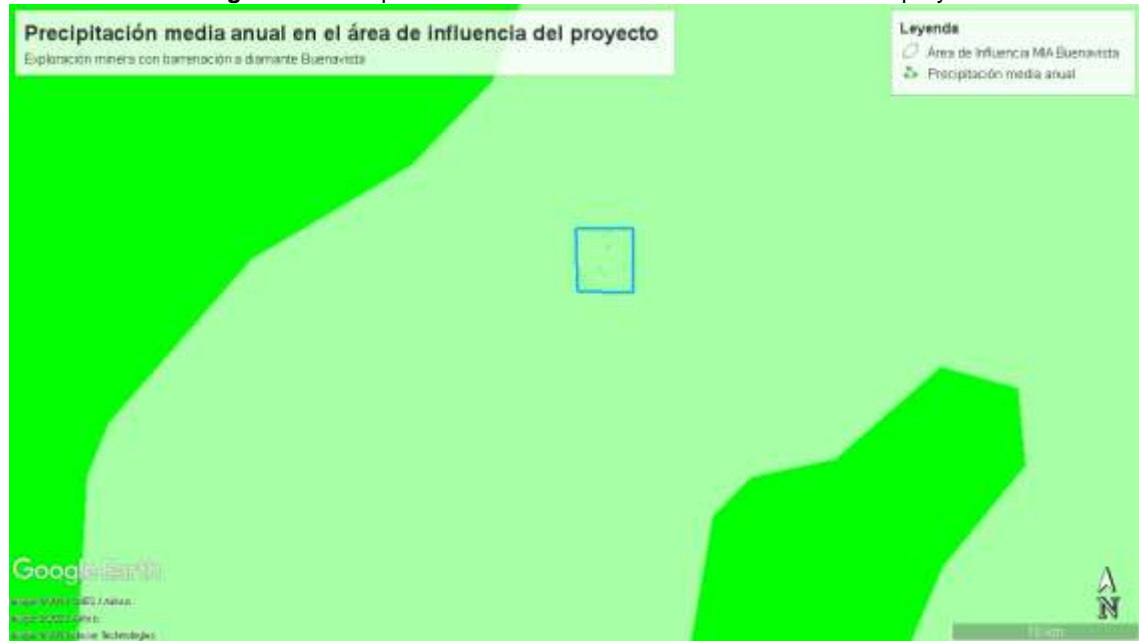 Precipitación media anual en el área de influencia del proyecto
Exploración minera con barrenación a diamante Buenavista
Leyenda
Área de Influencia MIA Buenavista
Precipitación media anual
Google Earth
Technologies
N